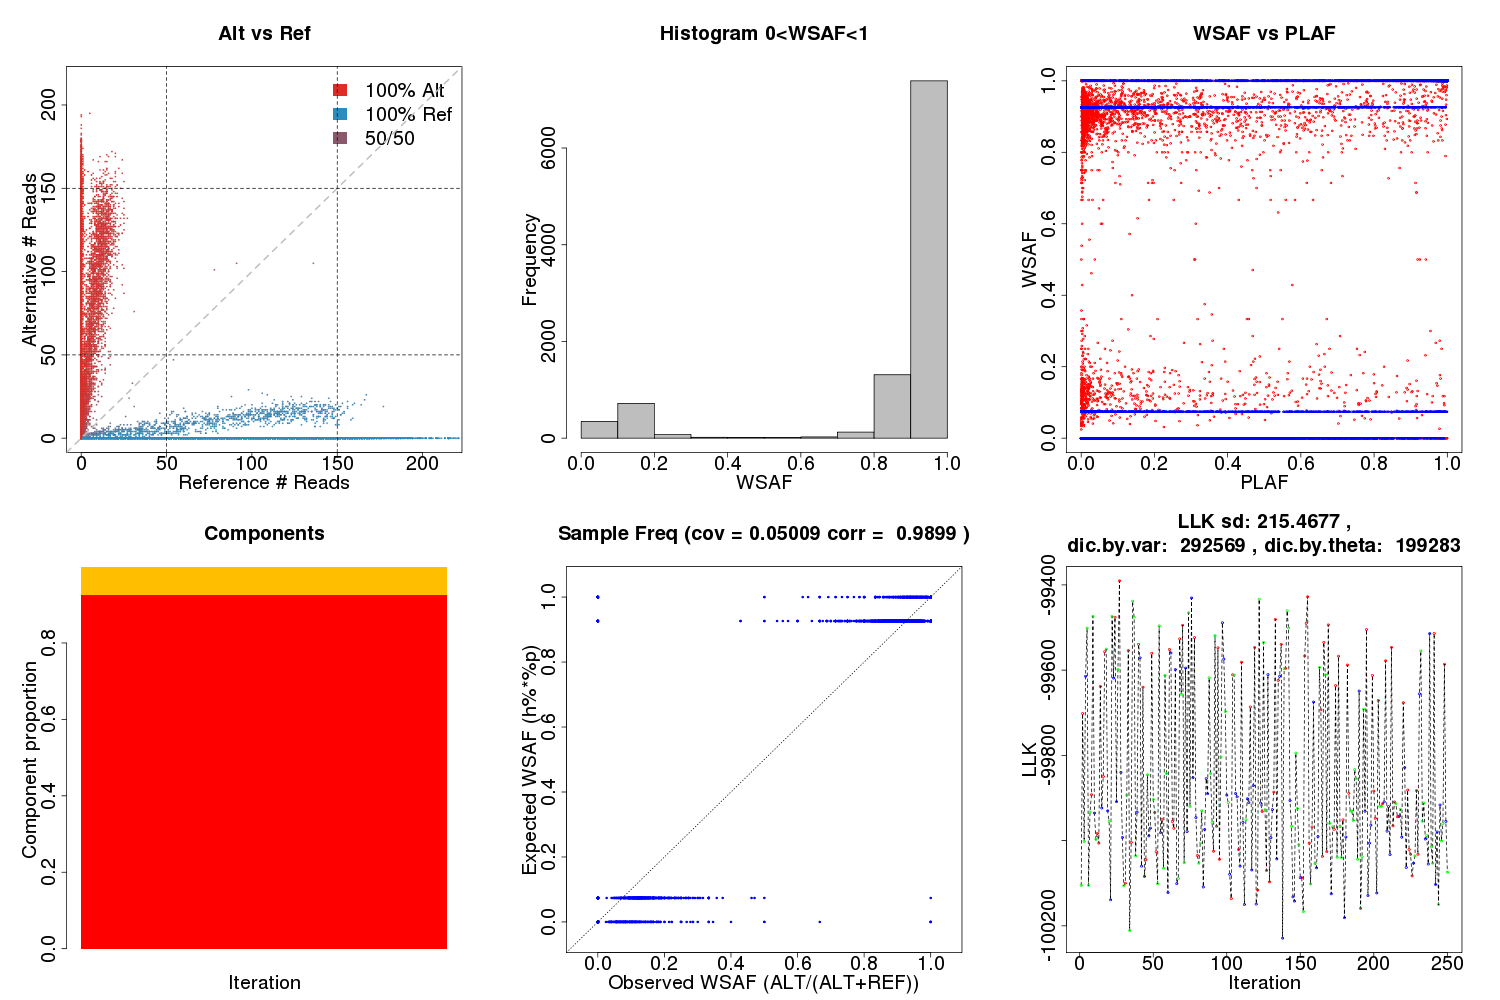 Alt vs Ref
100% Alt
100% Ref
50/50
Alternative # Reads
0 50 100 150 200
0 50 100 150 200
Reference # Reads
Histogram 0<WSAF<1
Frequency
0 2000 4000 6000
0.0 0.2 0.4 0.6 0.8 1.0
WSAF
WSAF vs PLAF
WSAF
0.0 0.2 0.4 0.6 0.8 1.0
0.0 0.2 0.4 0.6 0.8 1.0
PLAF
Components
Component proportion
0.0 0.2 0.4 0.6 0.8
Iteration
Sample Freq (cov = 0.05009 corr = 0.9899 )
Expected WSAF (h%*%p)
0.0 0.2 0.4 0.6 0.8 1.0
0.0 0.2 0.4 0.6 0.8 1.0
Observed WSAF (ALT/(ALT+REF))
LLK sd: 215.4677 ,
dic.by.var: 292569 , dic.by.theta: 199283
LLK
-100200 -99800 -99600 -99400
0 50 100 150 200 250
Iteration